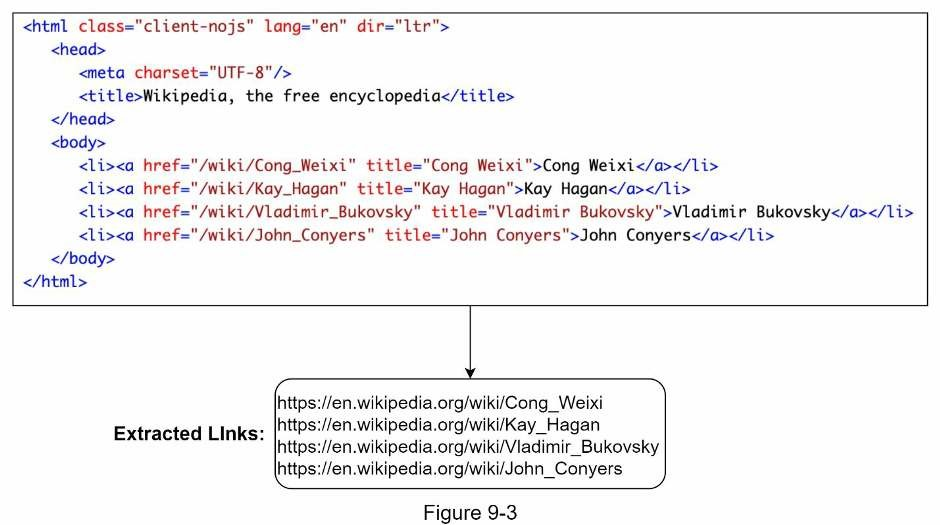 <html class="client-nojs" lang="en" dir="ltr">
<head>
<meta charset="UTF-8"/>
<title>Wikipedia, the free encyclopedia</title>
</head>
<body>
<li><a href="/wiki/Cong_Weixi" title="Cong Weixi">Cong Weixi</a></li>
<li><a href="/wiki/Kay_Hagan" title="Kay Hagan">Kay Hagan</a></li>
<li><a href="/wiki/Vladimir_Bukovsky" title="Vladimir Bukovsky">Vladimir Bukovsky</a></li>
<li><a href="/wiki/John_Conyers" title="John Conyers">John Conyers</a></li>
</body>
</html>
Extracted LInks:
https://en.wikipedia.org/wiki/Cong_Weixi
https://en.wikipedia.org/wiki/Kay_Hagan
https://en.wikipedia.org/wiki/Vladimir_Bukovsky
https://en.wikipedia.org/wiki/John_Conyers
Figure 9-3